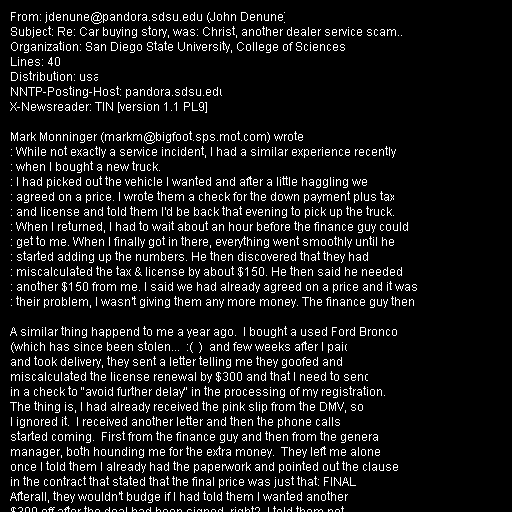 From: jdenune@pandora.sdsu.edu (John Denune)
Subject: Re: Car buying story, was: Christ, another dealer service scam..
Organization: San Diego State University, College of Sciences
Lines: 40
Distribution: usa
NNTP-Posting-Host: pandora.sdsu.edu
X-Newsreader: TIN [version 1.1 PL9]

Mark Monninger (markm@bigfoot.sps.mot.com) wrote
: While not exactly a service incident, I had a similar experience recently
: when I bought a new truck.
: I had picked out the vehicle I wanted and after a little haggling we
: agreed on a price. I wrote them a check for the down payment plus tax
: and license and told them I'd be back that evening to pick up the truck.
: When I returned, I had to wait about an hour before the finance guy could
: get to me. When I finally got in there, everything went smoothly until he
: started adding up the numbers. He then discovered that they had
: miscalculated the tax & license by about $150. He then said he needed
: another $150 from me. I said we had already agreed on a price and it was
: their problem, I wasn't giving them any more money. The finance guy then

A similar thing happend to me a year ago.  I bought a used Ford Bronco
(which has since been stolen...  :( )  and few weeks after I paid
and took delivery, they sent a letter telling me they goofed and
miscalculated the license renewal by $300 and that I need to send
in a check to "avoid further delay" in the processing of my registration.
The thing is, I had already received the pink slip from the DMV, so
I ignored it.  I received another letter and then the phone calls
started coming.  First from the finance guy and then from the genera
manager, both hounding me for the extra money.  They left me alone
once I told them I already had the paperwork and pointed out the clause
in the contract that stated that the final price was just that: FINAL.
Afterall, they wouldn't budge if I had told them I wanted another
$300 off after the deal had been signed, right?  I told them not